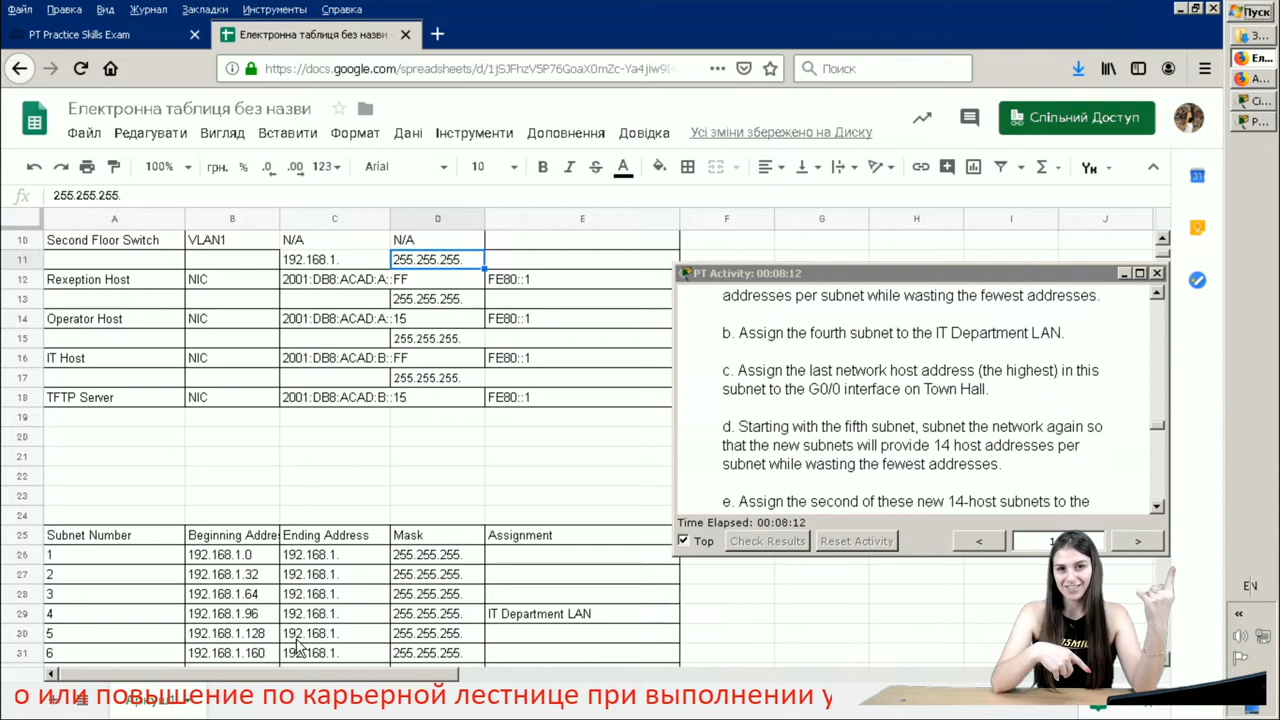 Файл Правка Вид Журнал Закладки Инструменты Справка
PT Practice Skills Exam
Електронна таблиця без назви -
https://docs.google.com/spreadsheets/d/1jSJFhzVSP76GoaX0mZc-Ya4jiw9I
Поиск
Електронна таблиця без назви
Файл Редагувати Вигляд Вставити Формат Дані Інструменти Доповнення Довідка Усі зміни збережено на Диску
Спільний Доступ
100% грн. % .0 .00 123 Arial 10
fx 255.255.255.
A B C D E F G H I J
10 Second Floor Switch VLAN1 N/A N/A
11 192.168.1. 255.255.255.
12 Rexeption Host NIC 2001:DB8:ACAD:A::FF FE80::1
13 255.255.255.
14 Operator Host NIC 2001:DB8:ACAD:A::15 FE80::1
15 255.255.255.
16 IT Host NIC 2001:DB8:ACAD:B::FF FE80::1
17 255.255.255.
18 TFTP Server NIC 2001:DB8:ACAD:B::15 FE80::1
19
20
21
22
23
24
25 Subnet Number Beginning Addre Ending Address Mask Assignment
26 1 192.168.1.0 192.168.1. 255.255.255.
27 2 192.168.1.32 192.168.1. 255.255.255.
28 3 192.168.1.64 192.168.1. 255.255.255.
29 4 192.168.1.96 192.168.1. 255.255.255. IT Department LAN
30 5 192.168.1.128 192.168.1. 255.255.255.
31 6 192.168.1.160 192.168.1. 255.255.255.
PT Activity: 00:08:12
addresses per subnet while wasting the fewest addresses.
b. Assign the fourth subnet to the IT Department LAN.
c. Assign the last network host address (the highest) in this
subnet to the G0/0 interface on Town Hall.
d. Starting with the fifth subnet, subnet the network again so
that the new subnets will provide 14 host addresses per
subnet while wasting the fewest addresses.
e. Assign the second of these new 14-host subnets to the
Time Elapsed: 00:08:12
Top Check Results Reset Activity < 1 >
о или повышение по карьерной лестнице при выполнении у
Пуск
З...
Ел...
А...
Ci...
P...
EN
«